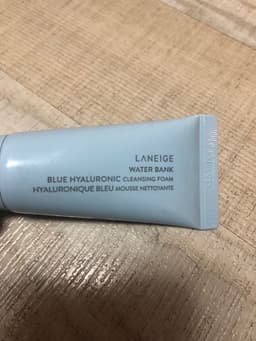 LANEIGE
WATER BANK
BLUE HYALURONIC CLEANSING FOAM
HYALURONIQUE BLEU MOUSSE NETTOYANTE